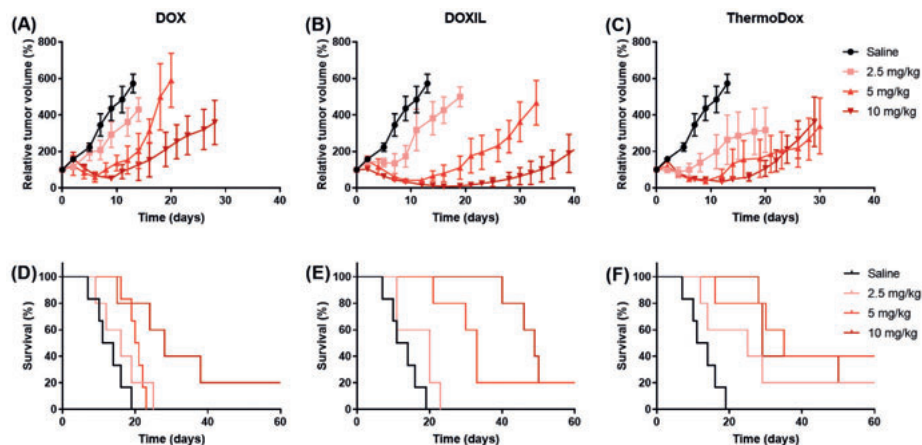 (A)
DOX
Relative tumor volume (%)
800
600
400
200
0
0 10 20 30 40
Time (days)
(B)
DOXIL
Relative tumor volume (%)
800
600
400
200
0
0 10 20 30 40
Time (days)
(C)
ThermoDox
Relative tumor volume (%)
800
600
400
200
0
0 10 20 30 40
Time (days)
Saline
2.5 mg/kg
5 mg/kg
10 mg/kg
(D)
Survival (%)
100
80
60
40
20
0
0 20 40 60
Time (days)
(E)
Survival (%)
100
80
60
40
20
0
0 20 40 60
Time (days)
(F)
Survival (%)
100
80
60
40
20
0
0 20 40 60
Time (days)
Saline
2.5 mg/kg
5 mg/kg
10 mg/kg